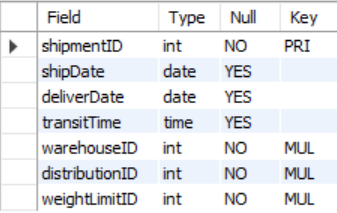 Field Type Null Key
shipmentID int NO PRI
shipDate date YES
deliverDate date YES
transitTime time YES
warehouseID int NO MUL
distributionID int NO MUL
weightLimitID int NO MUL